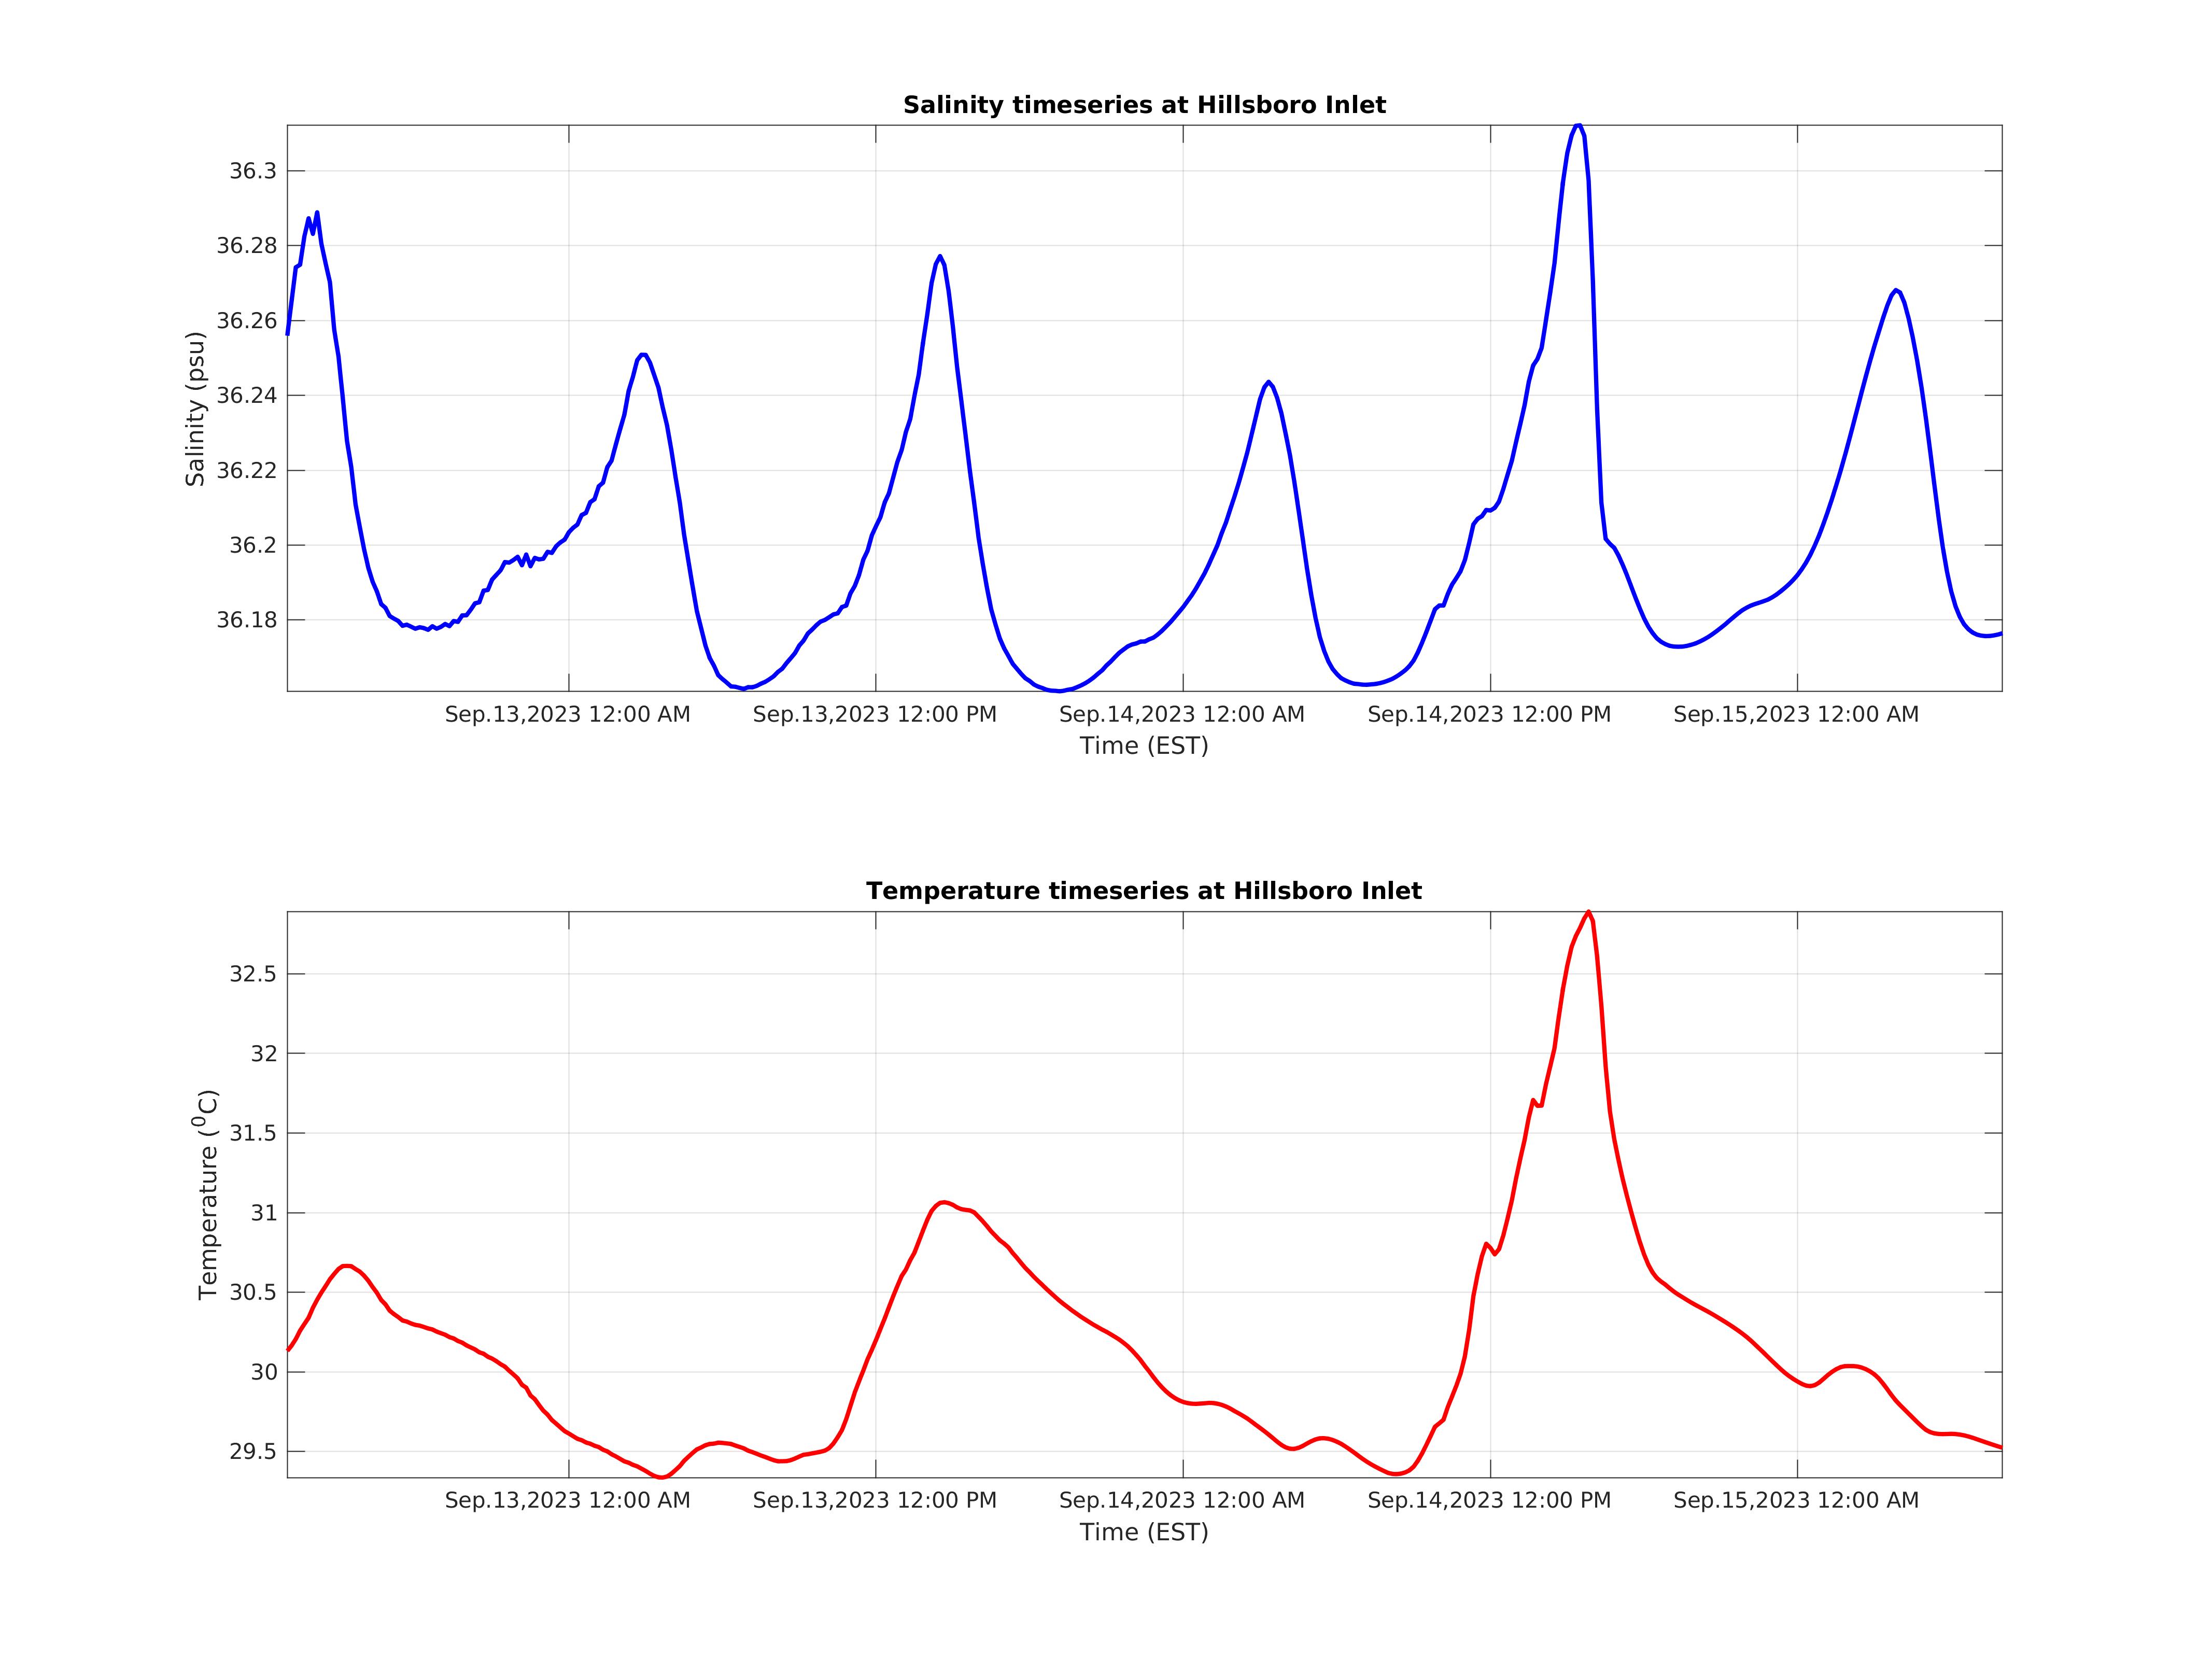 Salinity timeseries at Hillsboro Inlet
36.3
36.28
36.26
36.24
36.22
36.2
36.18
Salinity (psu)
Sep.13,2023 12:00 AM Sep.13,2023 12:00 PM Sep.14,2023 12:00 AM Sep.14,2023 12:00 PM Sep.15,2023 12:00 AM
Time (EST)
Temperature timeseries at Hillsboro Inlet
32.5
32
31.5
31
30.5
30
29.5
Temperature (⁰C)
Sep.13,2023 12:00 AM Sep.13,2023 12:00 PM Sep.14,2023 12:00 AM Sep.14,2023 12:00 PM Sep.15,2023 12:00 AM
Time (EST)